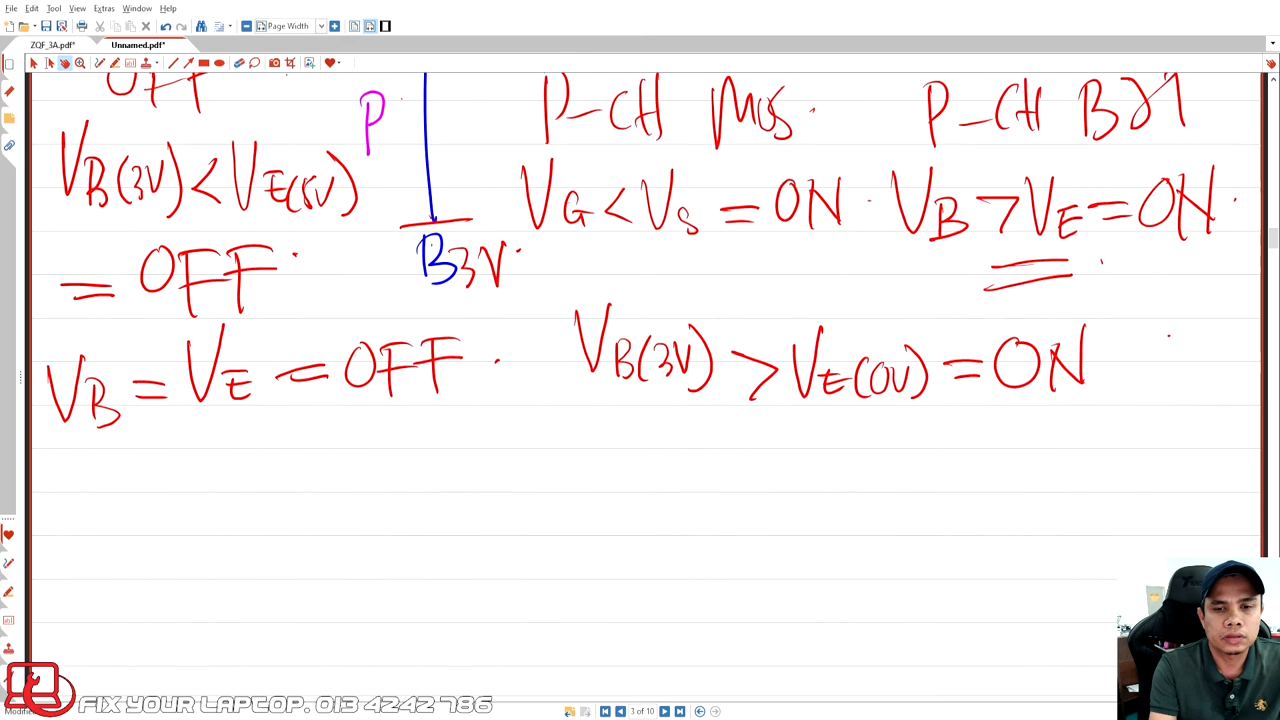 File Edit Tool View Extras Window Help
Page Width
ZQF_3A.pdf* Unnamed.pdf*
OFF
P
P-CH Mos
P-CH BJT
VB(3V) < VE(5V)
= OFF
VG < VS = ON
VB > VE = ON
B 3V
VB = VE = OFF
VB(3V) > VE(0V) = ON
FIX YOUR LAPTOP. 013 4242 786
3 of 10